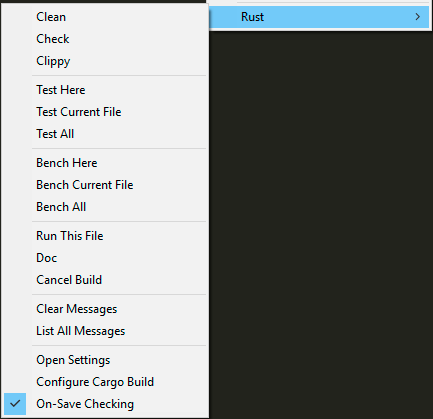 Rust
Clean
Check
Clippy
Test Here
Test Current File
Test All
Bench Here
Bench Current File
Bench All
Run This File
Doc
Cancel Build
Clear Messages
List All Messages
Open Settings
Configure Cargo Build
On-Save Checking